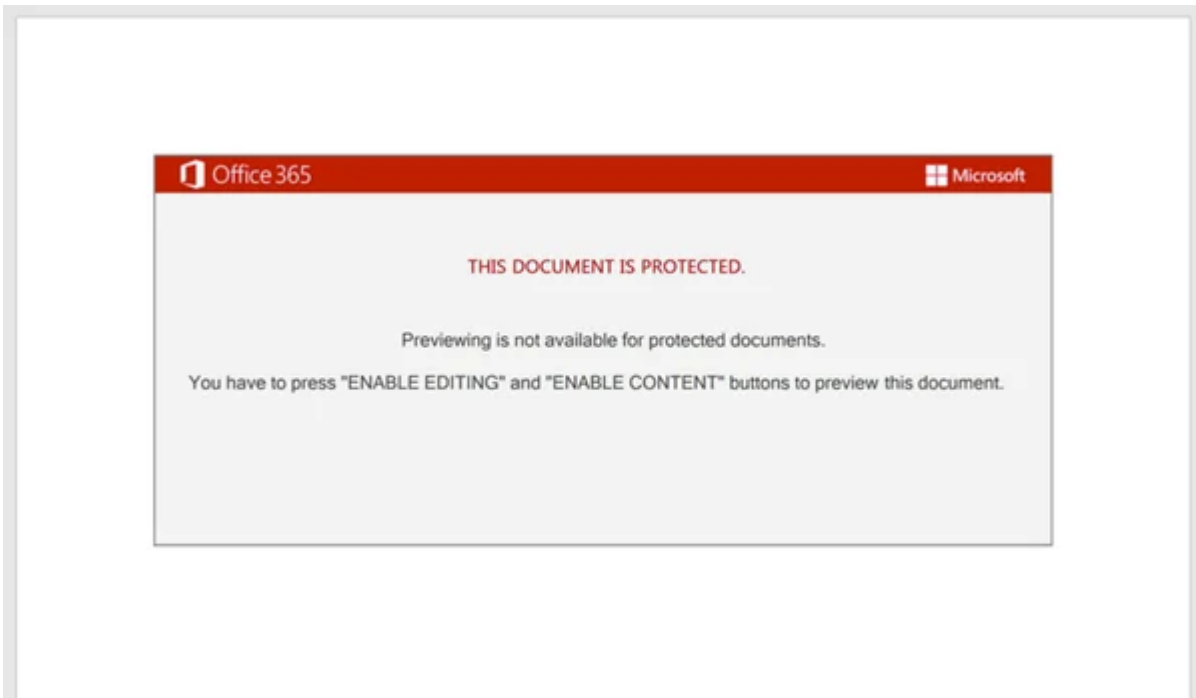 Office 365
Microsoft
THIS DOCUMENT IS PROTECTED.
Previewing is not available for protected documents.
You have to press "ENABLE EDITING" and "ENABLE CONTENT" buttons to preview this document.